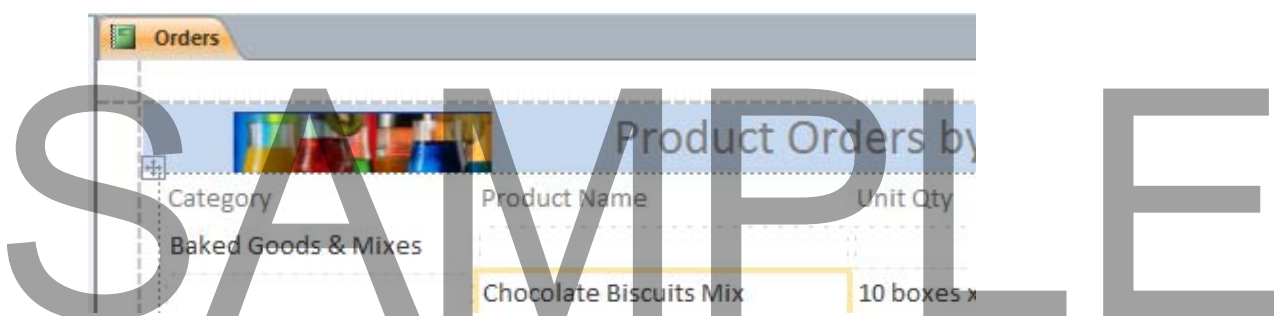 Orders
SAMPLE
Product Orders by
Category Product Name Unit Qty
Baked Goods & Mixes
Chocolate Biscuits Mix 10 boxes x